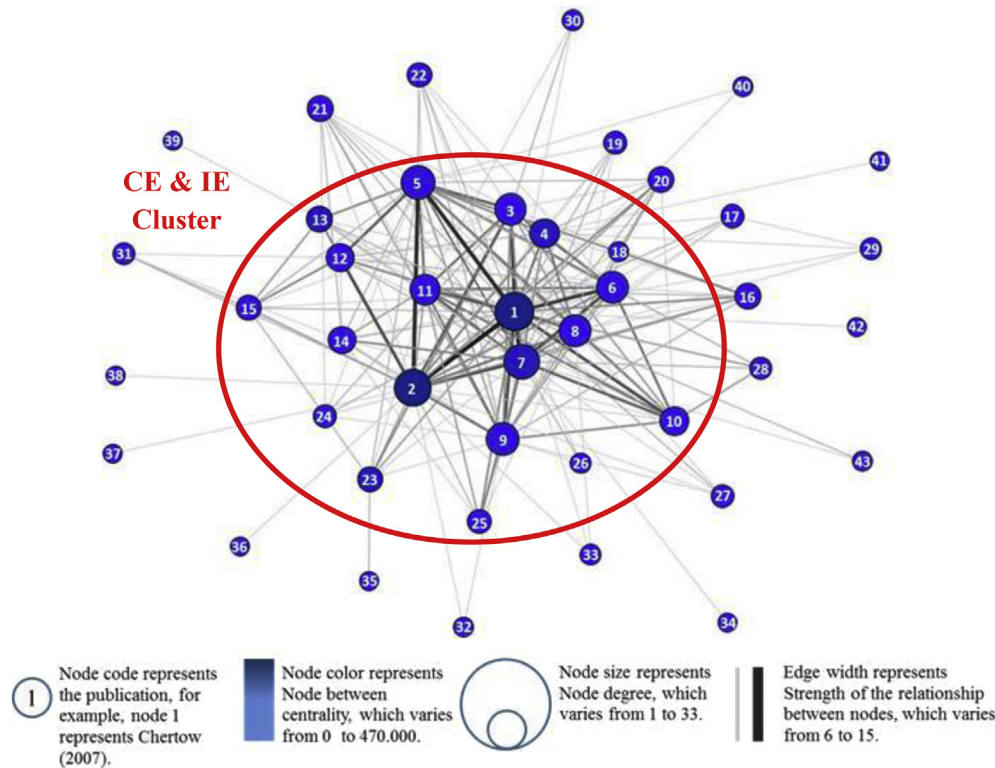 30
22
40
21
19
39
41
CE & IE
Cluster
5
20
3
13
4
17
18
29
31
12
11
6
16
15
1
42
14
8
7
28
38
2
24
10
9
37
26
43
23
27
25
36
33
35
32
34
1
Node code represents
the publication, for
example, node 1
represents Chertow
(2007).
Node color represents
Node between
centrality, which varies
from 0 to 470.000.
Node size represents
Node degree, which
varies from 1 to 33.
Edge width represents
Strength of the relationship
between nodes, which varies
from 6 to 15.